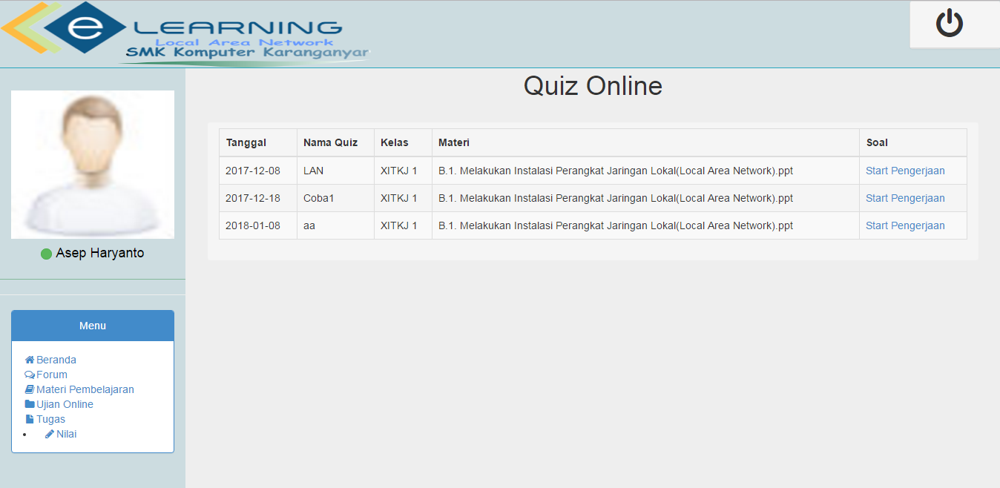 e LEARNING
Local Area Network
SMK Komputer Karanganyar
Quiz Online
Tanggal Nama Quiz Kelas Materi Soal
2017-12-08 LAN XITKJ 1 B.1. Melakukan Instalasi Perangkat Jaringan Lokal(Local Area Network).ppt Start Pengerjaan
2017-12-18 Coba1 XITKJ 1 B.1. Melakukan Instalasi Perangkat Jaringan Lokal(Local Area Network).ppt Start Pengerjaan
2018-01-08 aa XITKJ 1 B.1. Melakukan Instalasi Perangkat Jaringan Lokal(Local Area Network).ppt Start Pengerjaan
Asep Haryanto
Menu
Beranda
Forum
Materi Pembelajaran
Ujian Online
Tugas
Nilai